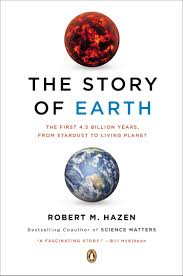 THE STORY
OF EARTH
THE FIRST 4.5 BILLION YEARS,
FROM STARDUST TO LIVING PLANET
ROBERT M. HAZEN
Bestselling Coauthor of SCIENCE MATTERS
"A FASCINATING STORY." —Bill McKibben